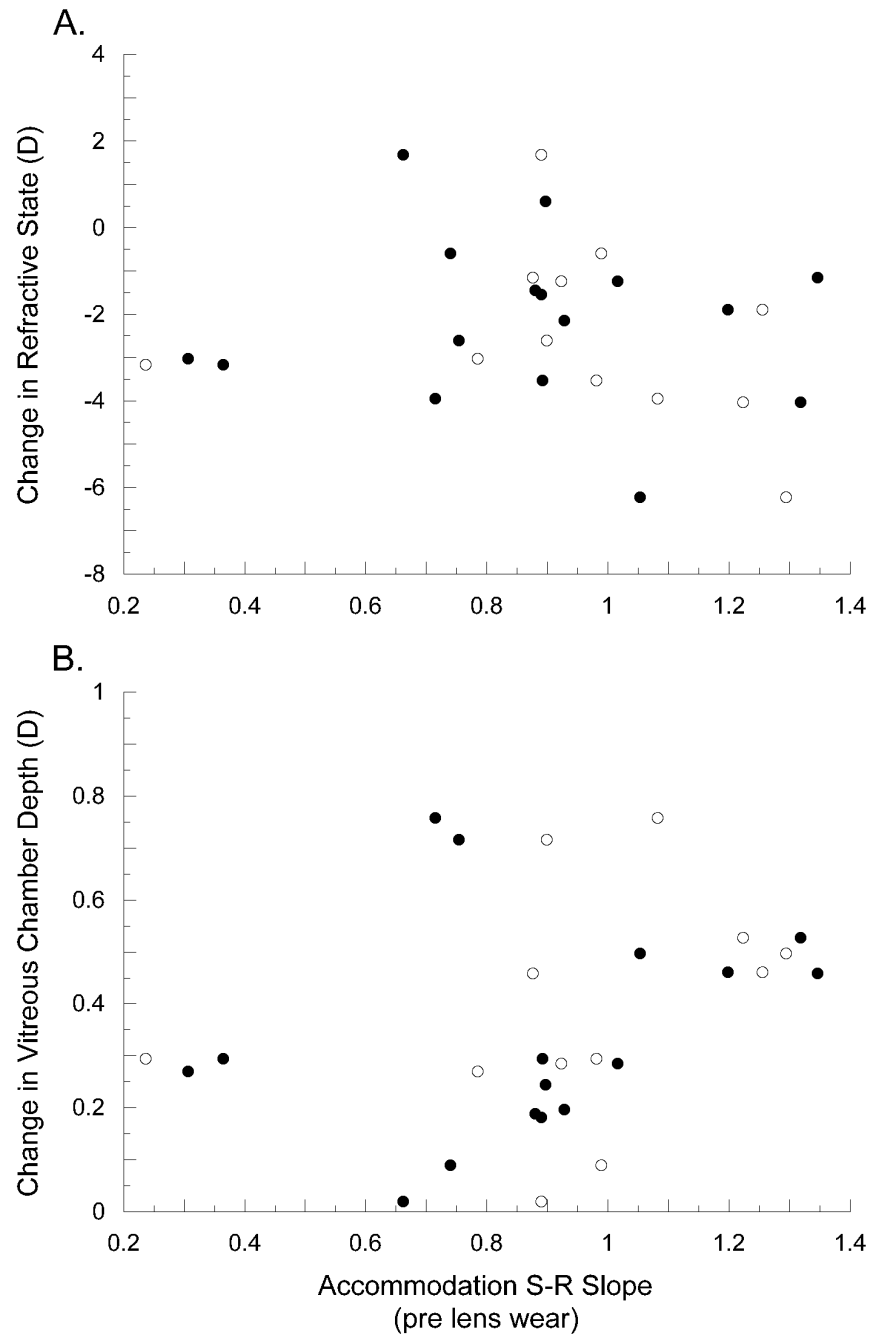 A.
Change in Refractive State (D)
4
2
0
-2
-4
-6
-8
0.2 0.4 0.6 0.8 1 1.2 1.4
B.
Change in Vitreous Chamber Depth (D)
1
0.8
0.6
0.4
0.2
0
0.2 0.4 0.6 0.8 1 1.2 1.4
Accommodation S-R Slope
(pre lens wear)